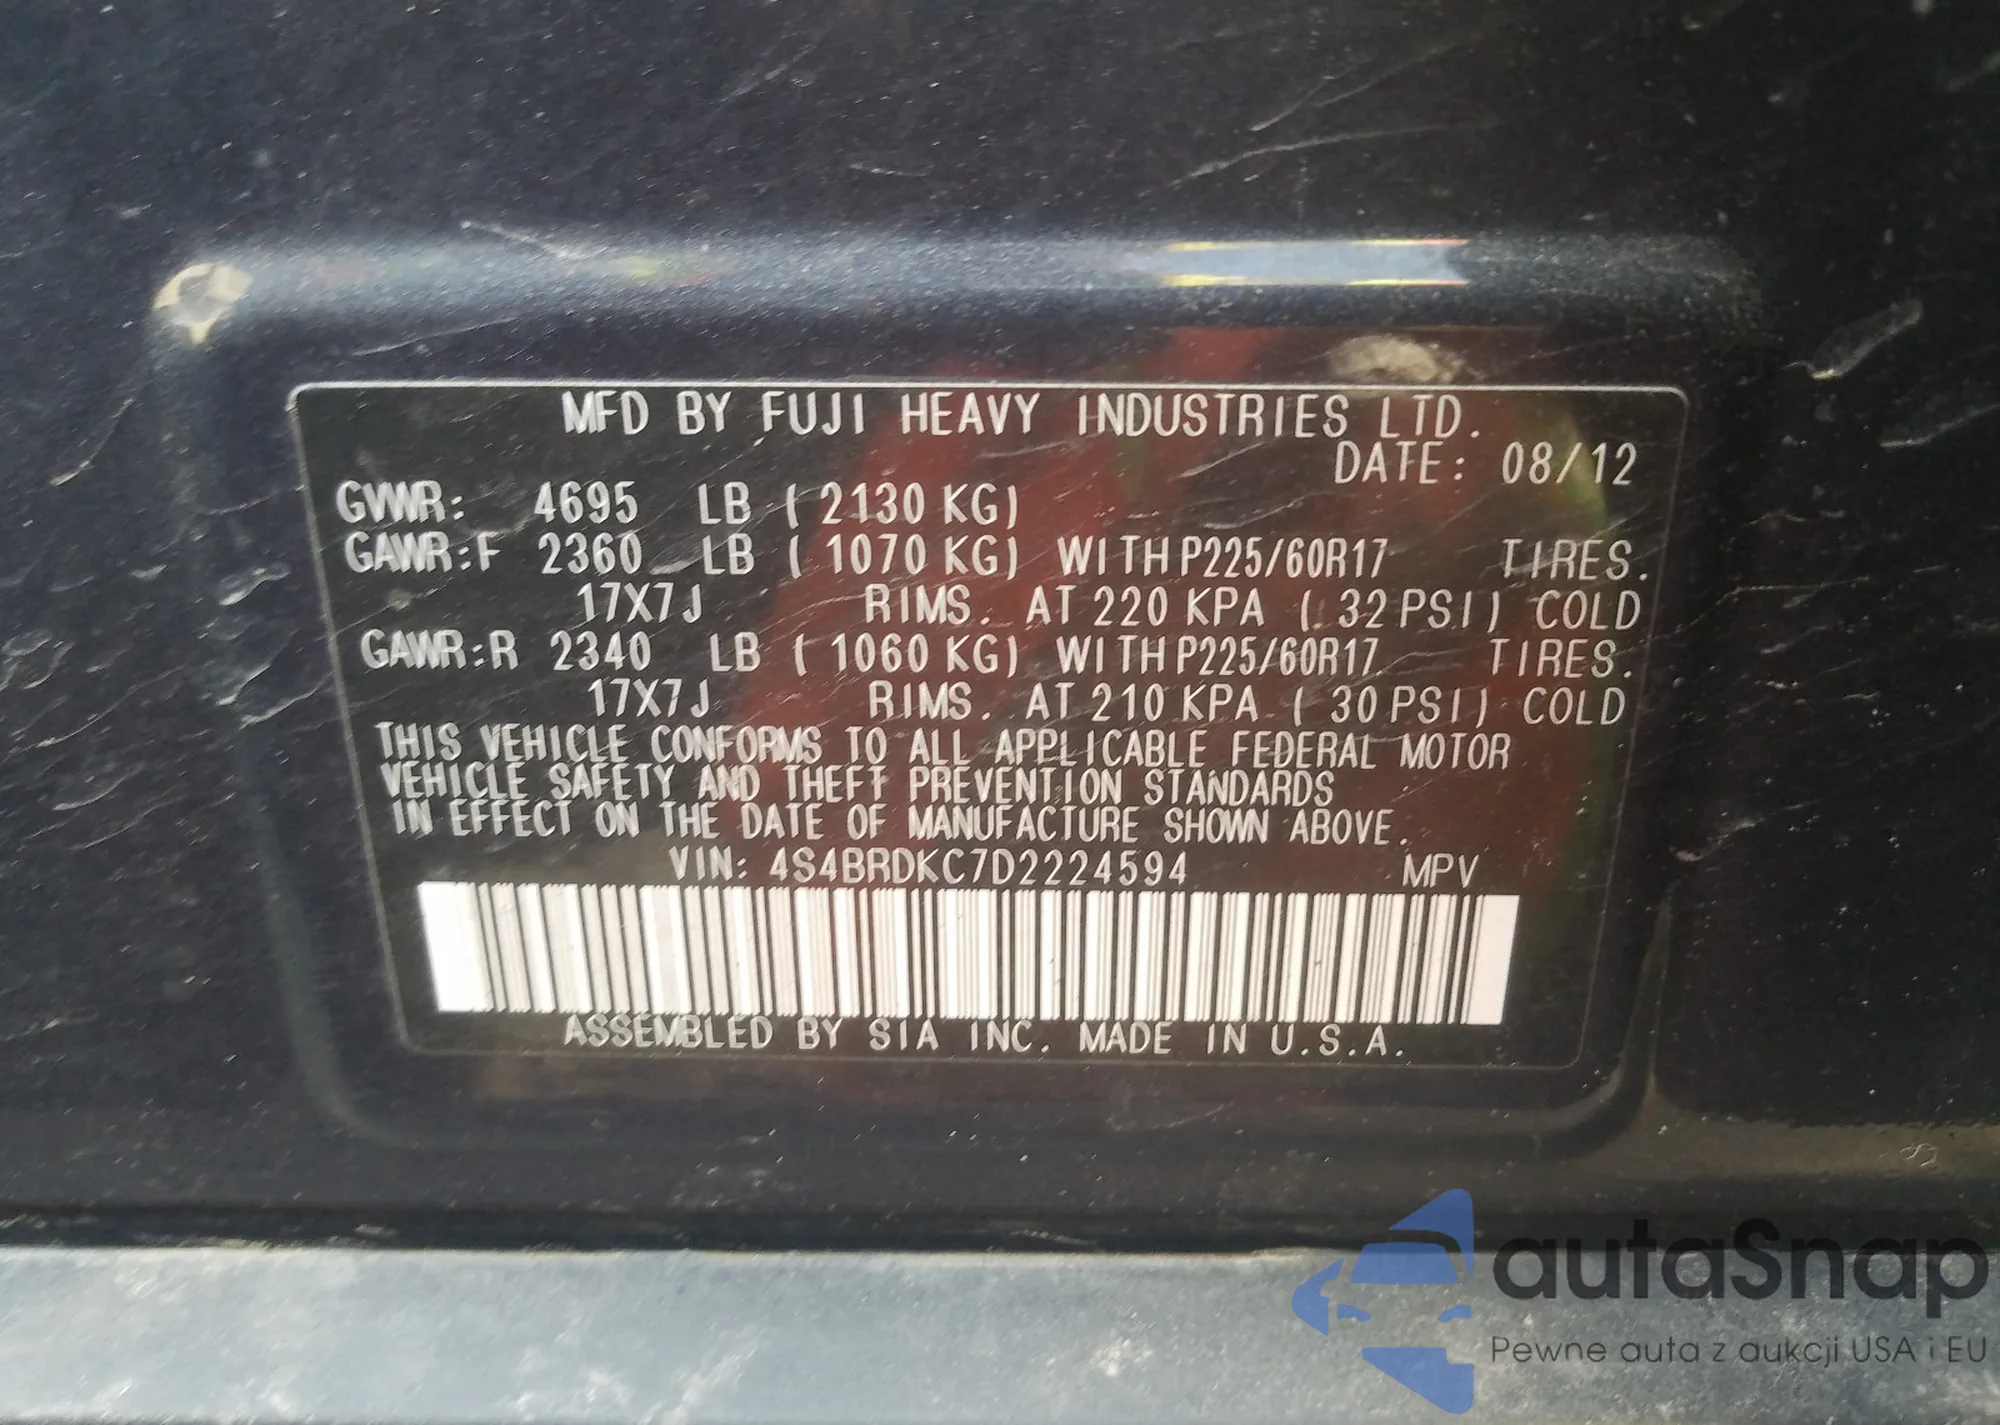 MFD BY FUJI HEAVY INDUSTRIES LTD.
DATE: 08/12
GVWR: 4695 LB ( 2130 KG)
GAWR:F 2360 LB ( 1070 KG) WITH P225/60R17 TIRES.
17X7J RIMS. AT 220 KPA ( 32 PSI) COLD
GAWR:R 2340 LB ( 1060 KG) WITH P225/60R17 TIRES.
17X7J RIMS. AT 210 KPA ( 30 PSI) COLD
THIS VEHICLE CONFORMS TO ALL APPLICABLE FEDERAL MOTOR
VEHICLE SAFETY AND THEFT PREVENTION STANDARDS
IN EFFECT ON THE DATE OF MANUFACTURE SHOWN ABOVE.
VIN: 4S4BRDKC7D2224594 MPV
ASSEMBLED BY SIA INC. MADE IN U.S.A.
autaSnap
Pewne auta z aukcji USA i EU